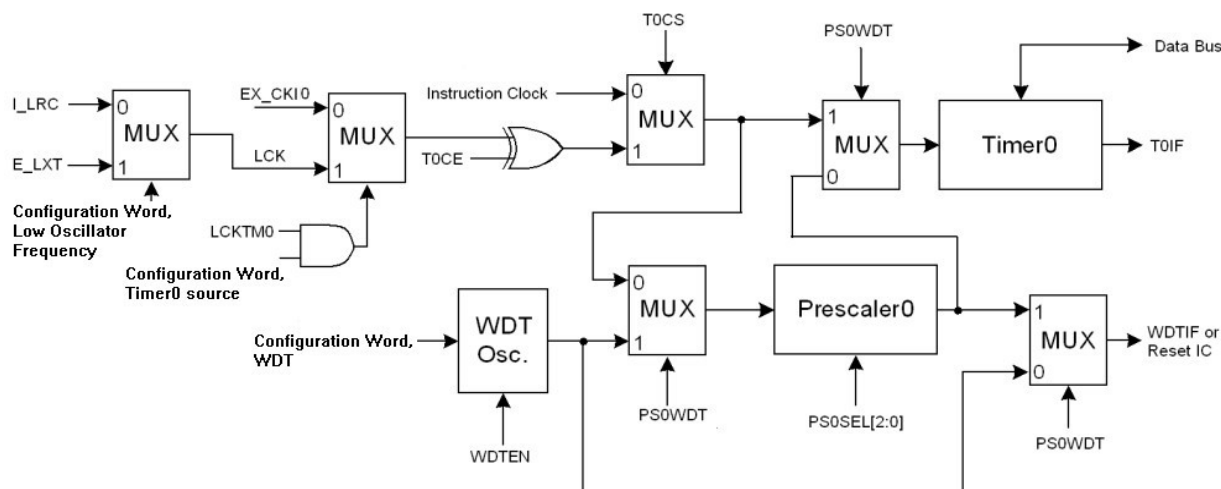 T0CS
PS0WDT
Data Bus
I_LRC
0
MUX
E_LXT
1
Configuration Word,
Low Oscillator
Frequency
EX_CKI0
0
MUX
LCK
1
T0CE
LCKTM0
Configuration Word,
Timer0 source
Instruction Clock
0
MUX
1
1
MUX
0
Timer0
T0IF
Configuration Word,
WDT
WDT
Osc.
WDTEN
0
MUX
1
PS0WDT
Prescaler0
PS0SEL[2:0]
1
MUX
0
WDTIF or
Reset IC
PS0WDT